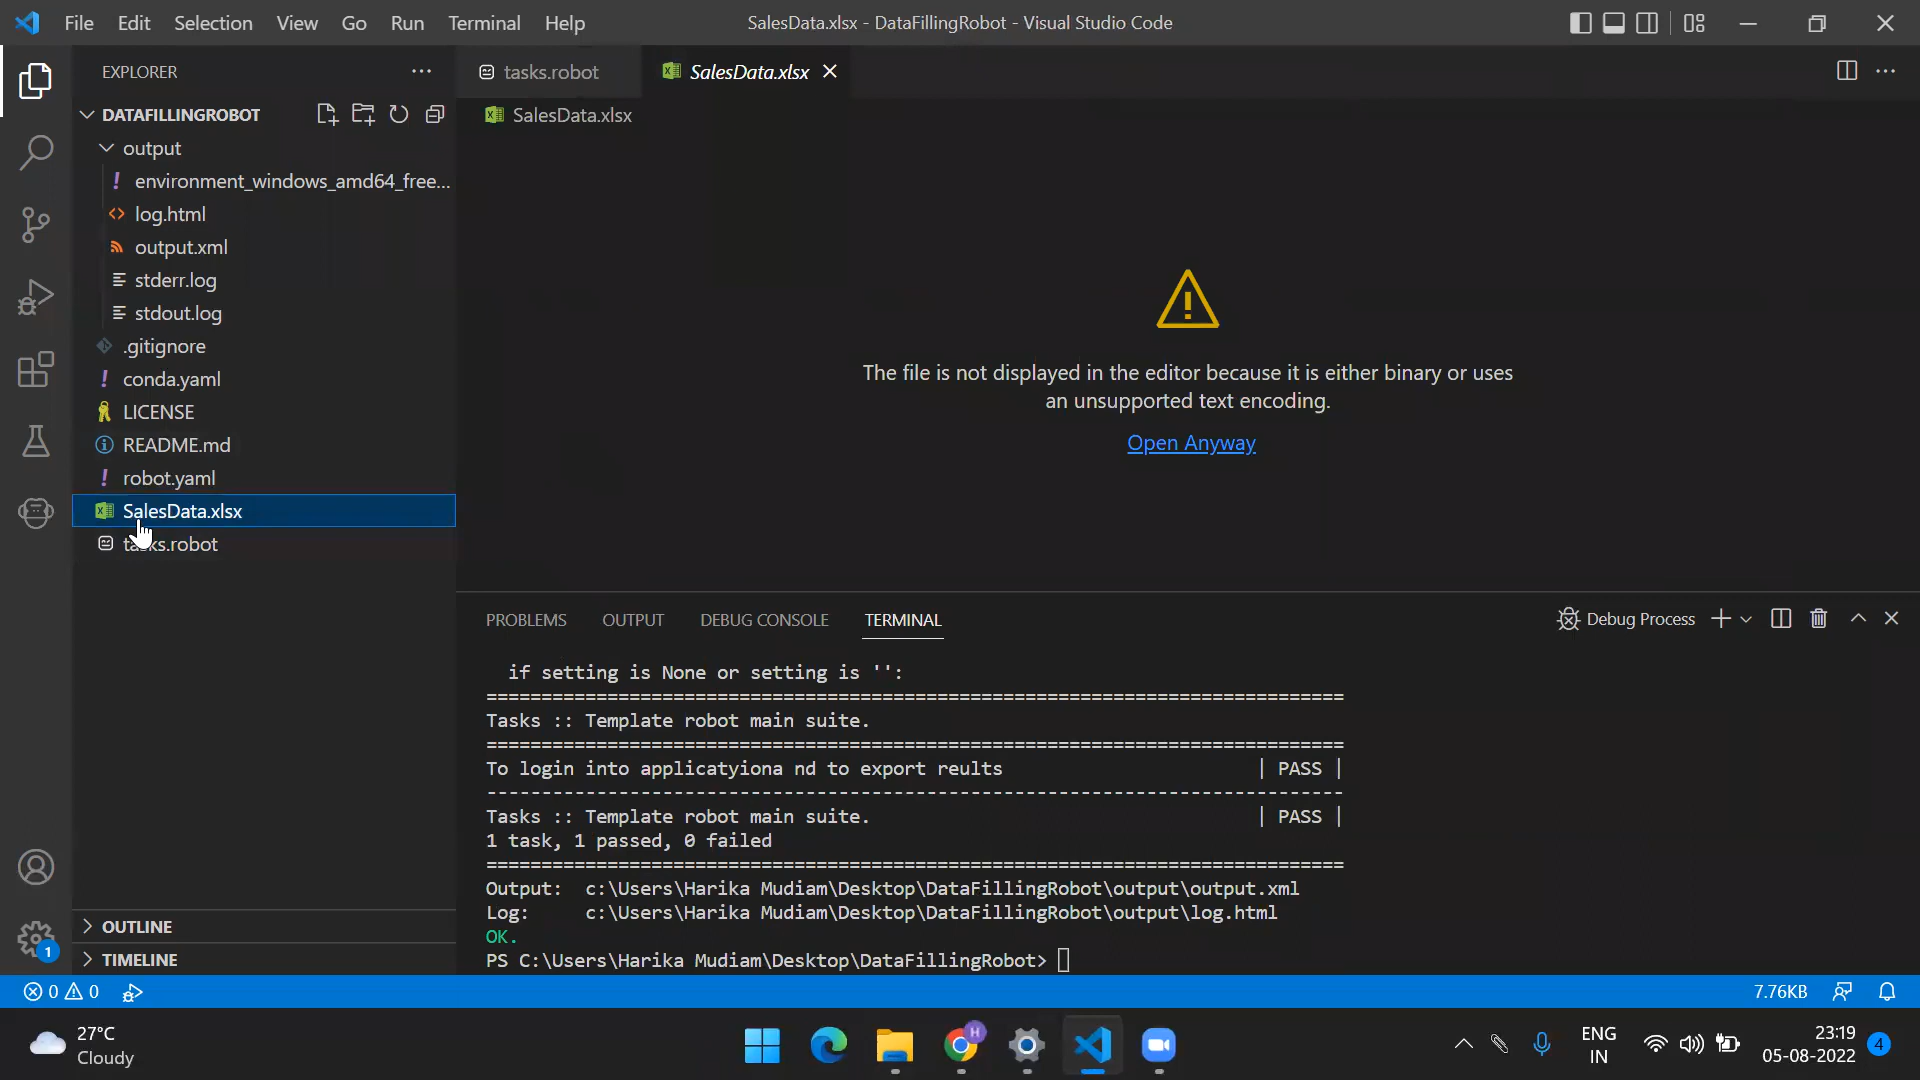 File Edit Selection View Go Run Terminal Help
SalesData.xlsx - DataFillingRobot - Visual Studio Code
EXPLORER
DATAFILLINGROBOT
output
environment_windows_amd64_free...
log.html
output.xml
stderr.log
stdout.log
.gitignore
conda.yaml
LICENSE
README.md
robot.yaml
SalesData.xlsx
tasks.robot
OUTLINE
TIMELINE
tasks.robot
SalesData.xlsx
SalesData.xlsx
The file is not displayed in the editor because it is either binary or uses
an unsupported text encoding.
Open Anyway
PROBLEMS OUTPUT DEBUG CONSOLE TERMINAL
Debug Process
if setting is None or setting is '':
==============================================================================
Tasks :: Template robot main suite.
==============================================================================
To login into applicatyiona nd to export reults | PASS |
------------------------------------------------------------------------------
Tasks :: Template robot main suite. | PASS |
1 task, 1 passed, 0 failed
==============================================================================
Output: c:\Users\Harika Mudiam\Desktop\DataFillingRobot\output\output.xml
Log: c:\Users\Harika Mudiam\Desktop\DataFillingRobot\output\log.html
OK.
PS C:\Users\Harika Mudiam\Desktop\DataFillingRobot>
1
0 0
7.76KB
27°C
Cloudy
H
ENG
IN
23:19
05-08-2022
4